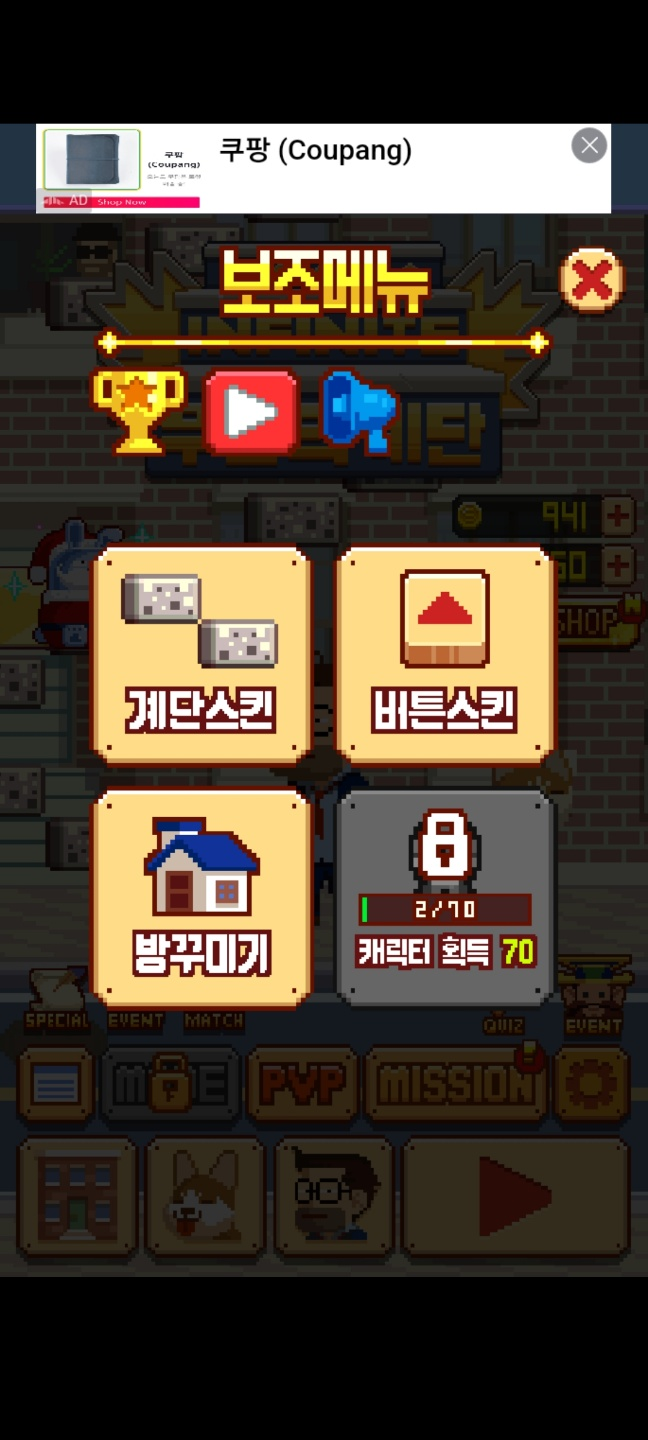 쿠팡
(Coupang)
쿠팡 (Coupang)
AD Shop Now
보조메뉴
INFINITE
941
SHOP
N
계단스킨
버튼스킨
방꾸미기
2/70
캐릭터 획득 70
SPECIAL EVENT MATCH QUIZ EVENT
PVP MISSION